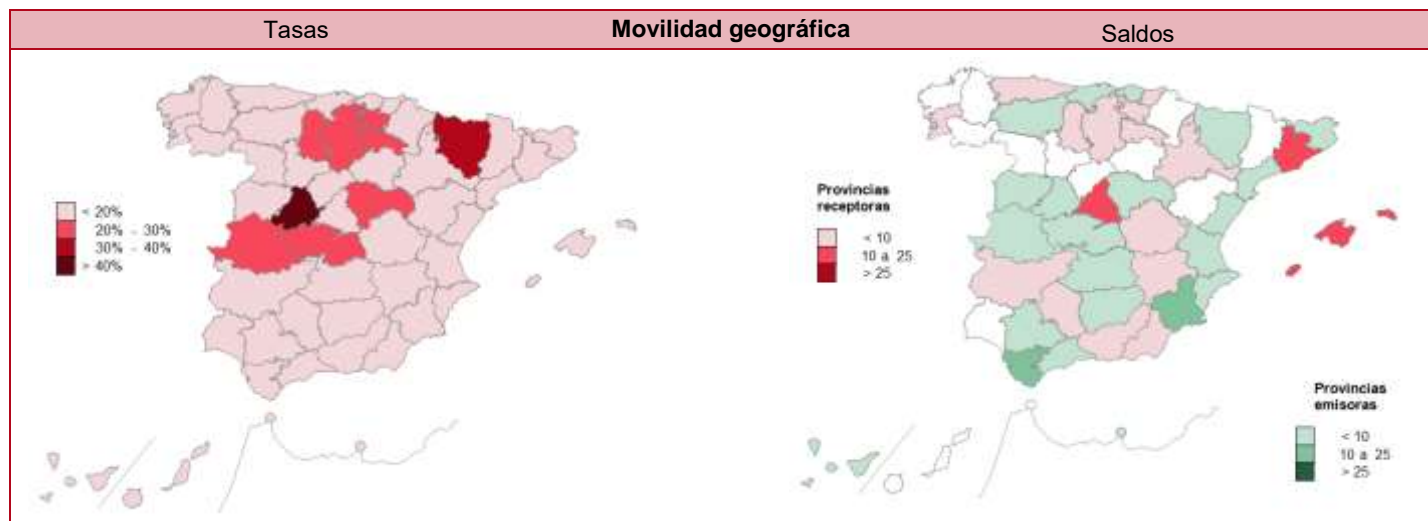 Tasas
Movilidad geográfica
Saldos
< 20%
20% - 30%
30% - 40%
> 40%
Provincias
receptoras
< 10
10 a 25
> 25
Provincias
emisoras
< 10
10 a 25
> 25